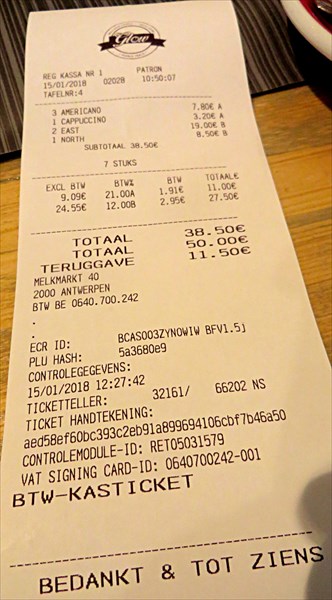 Glow
REG KASSA NR 1 PATRON
15/01/2018 02028 10:50:07
TAFELNR:4
3 AMERICANO 7.80€ A
1 CAPPUCCINO 3.20€ A
2 EAST 19.00€ B
1 NORTH 8.50€ B
SUBTOTAAL 38.50€
7 STUKS
EXCL BTW BTW% BTW TOTAAL€
9.09€ 21.00A 1.91€ 11.00€
24.55€ 12.00B 2.95€ 27.50€
TOTAAL 38.50€
TOTAAL 50.00€
TERUGGAVE 11.50€
MELKMARKT 40
2000 ANTWERPEN
BTW BE 0640.700.242
.
.
ECR ID: BCAS003ZYNOWIW BFV1.5j
PLU HASH: 5a3680e9
CONTROLEGEGEVENS:
15/01/2018 12:27:42
TICKETTELLER: 32161/ 66202 NS
TICKET HANDTEKENING:
aed58ef60bc393c2eb91a899694106cbf7b46a50
CONTROLEMODULE-ID: RET05031579
VAT SIGNING CARD-ID: 0640700242-001
BTW-KASTICKET
BEDANKT & TOT ZIENS